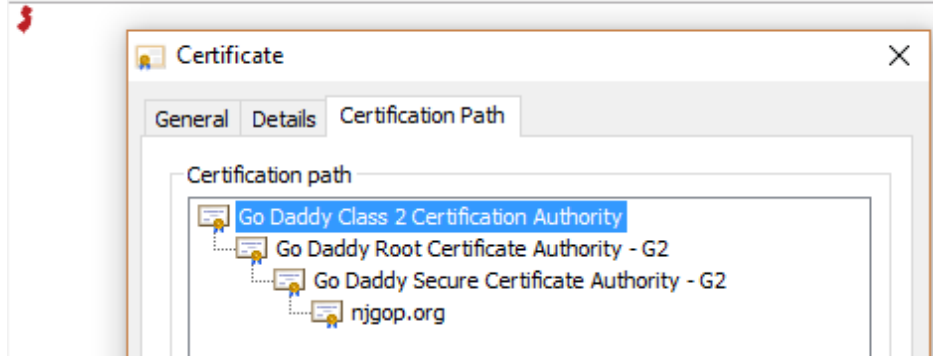 Certificate
General Details Certification Path
Certification path
Go Daddy Class 2 Certification Authority
Go Daddy Root Certificate Authority - G2
Go Daddy Secure Certificate Authority - G2
njgop.org